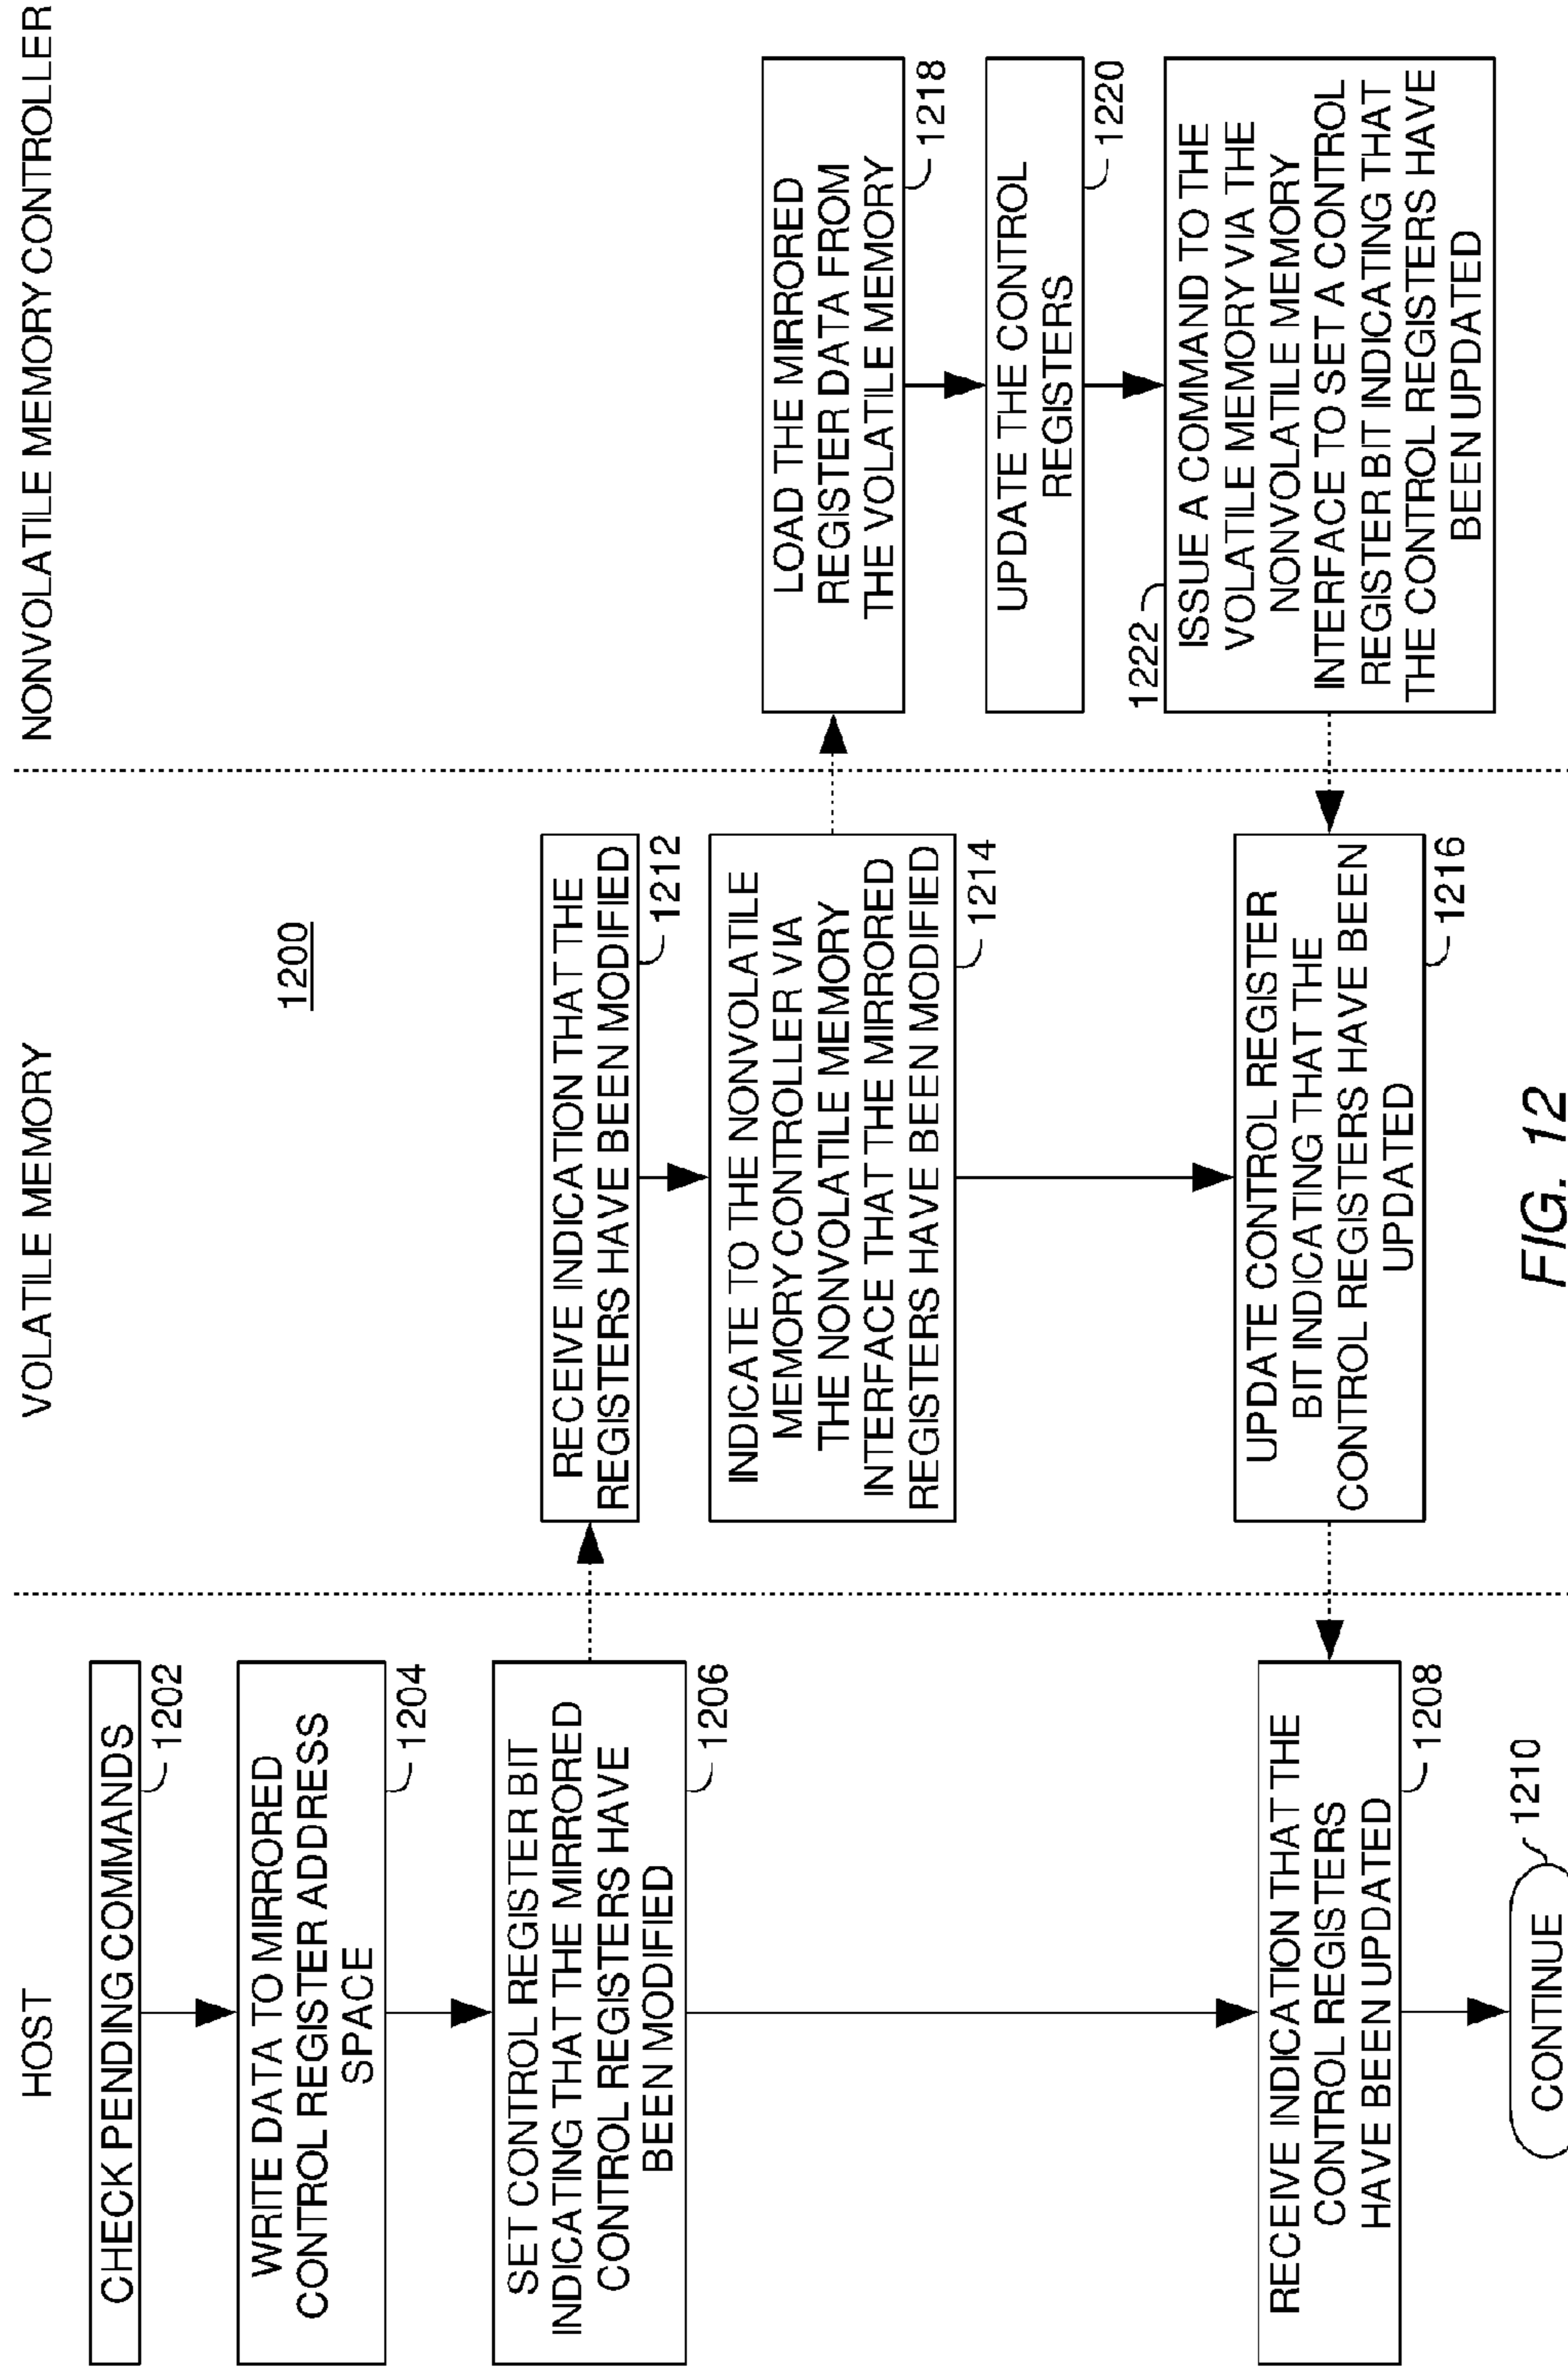 HOST
VOLATILE MEMORY
NONVOLATILE MEMORY CONTROLLER
1200
CHECK PENDING COMMANDS
1202
WRITE DATA TO MIRRORED
CONTROL REGISTER ADDRESS
SPACE
1204
SET CONTROL REGISTER BIT
INDICATING THAT THE MIRRORED
CONTROL REGISTERS HAVE
BEEN MODIFIED
1206
RECEIVE INDICATION THAT THE
CONTROL REGISTERS
HAVE BEEN UPDATED
1208
CONTINUE
1210
RECEIVE INDICATION THAT THE
REGISTERS HAVE BEEN MODIFIED
1212
INDICATE TO THE NONVOLATILE
MEMORY CONTROLLER VIA
THE NONVOLATILE MEMORY
INTERFACE THAT THE MIRRORED
REGISTERS HAVE BEEN MODIFIED
1214
UPDATE CONTROL REGISTER
BIT INDICATING THAT THE
CONTROL REGISTERS HAVE BEEN
UPDATED
1216
LOAD THE MIRRORED
REGISTER DATA FROM
THE VOLATILE MEMORY
1218
UPDATE THE CONTROL
REGISTERS
1220
1222
ISSUE A COMMAND TO THE
VOLATILE MEMORY VIA THE
NONVOLATILE MEMORY
INTERFACE TO SET A CONTROL
REGISTER BIT INDICATING THAT
THE CONTROL REGISTERS HAVE
BEEN UPDATED
FIG. 12